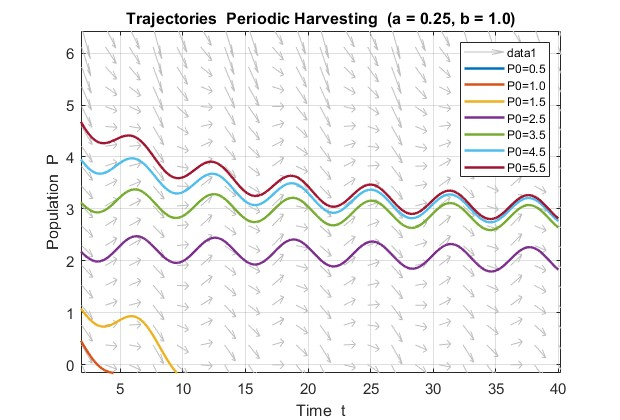 Trajectories Periodic Harvesting (a = 0.25, b = 1.0)
data1
P0=0.5
P0=1.0
P0=1.5
P0=2.5
P0=3.5
P0=4.5
P0=5.5
Population P
6
5
4
3
2
1
0
5 10 15 20 25 30 35 40
Time t